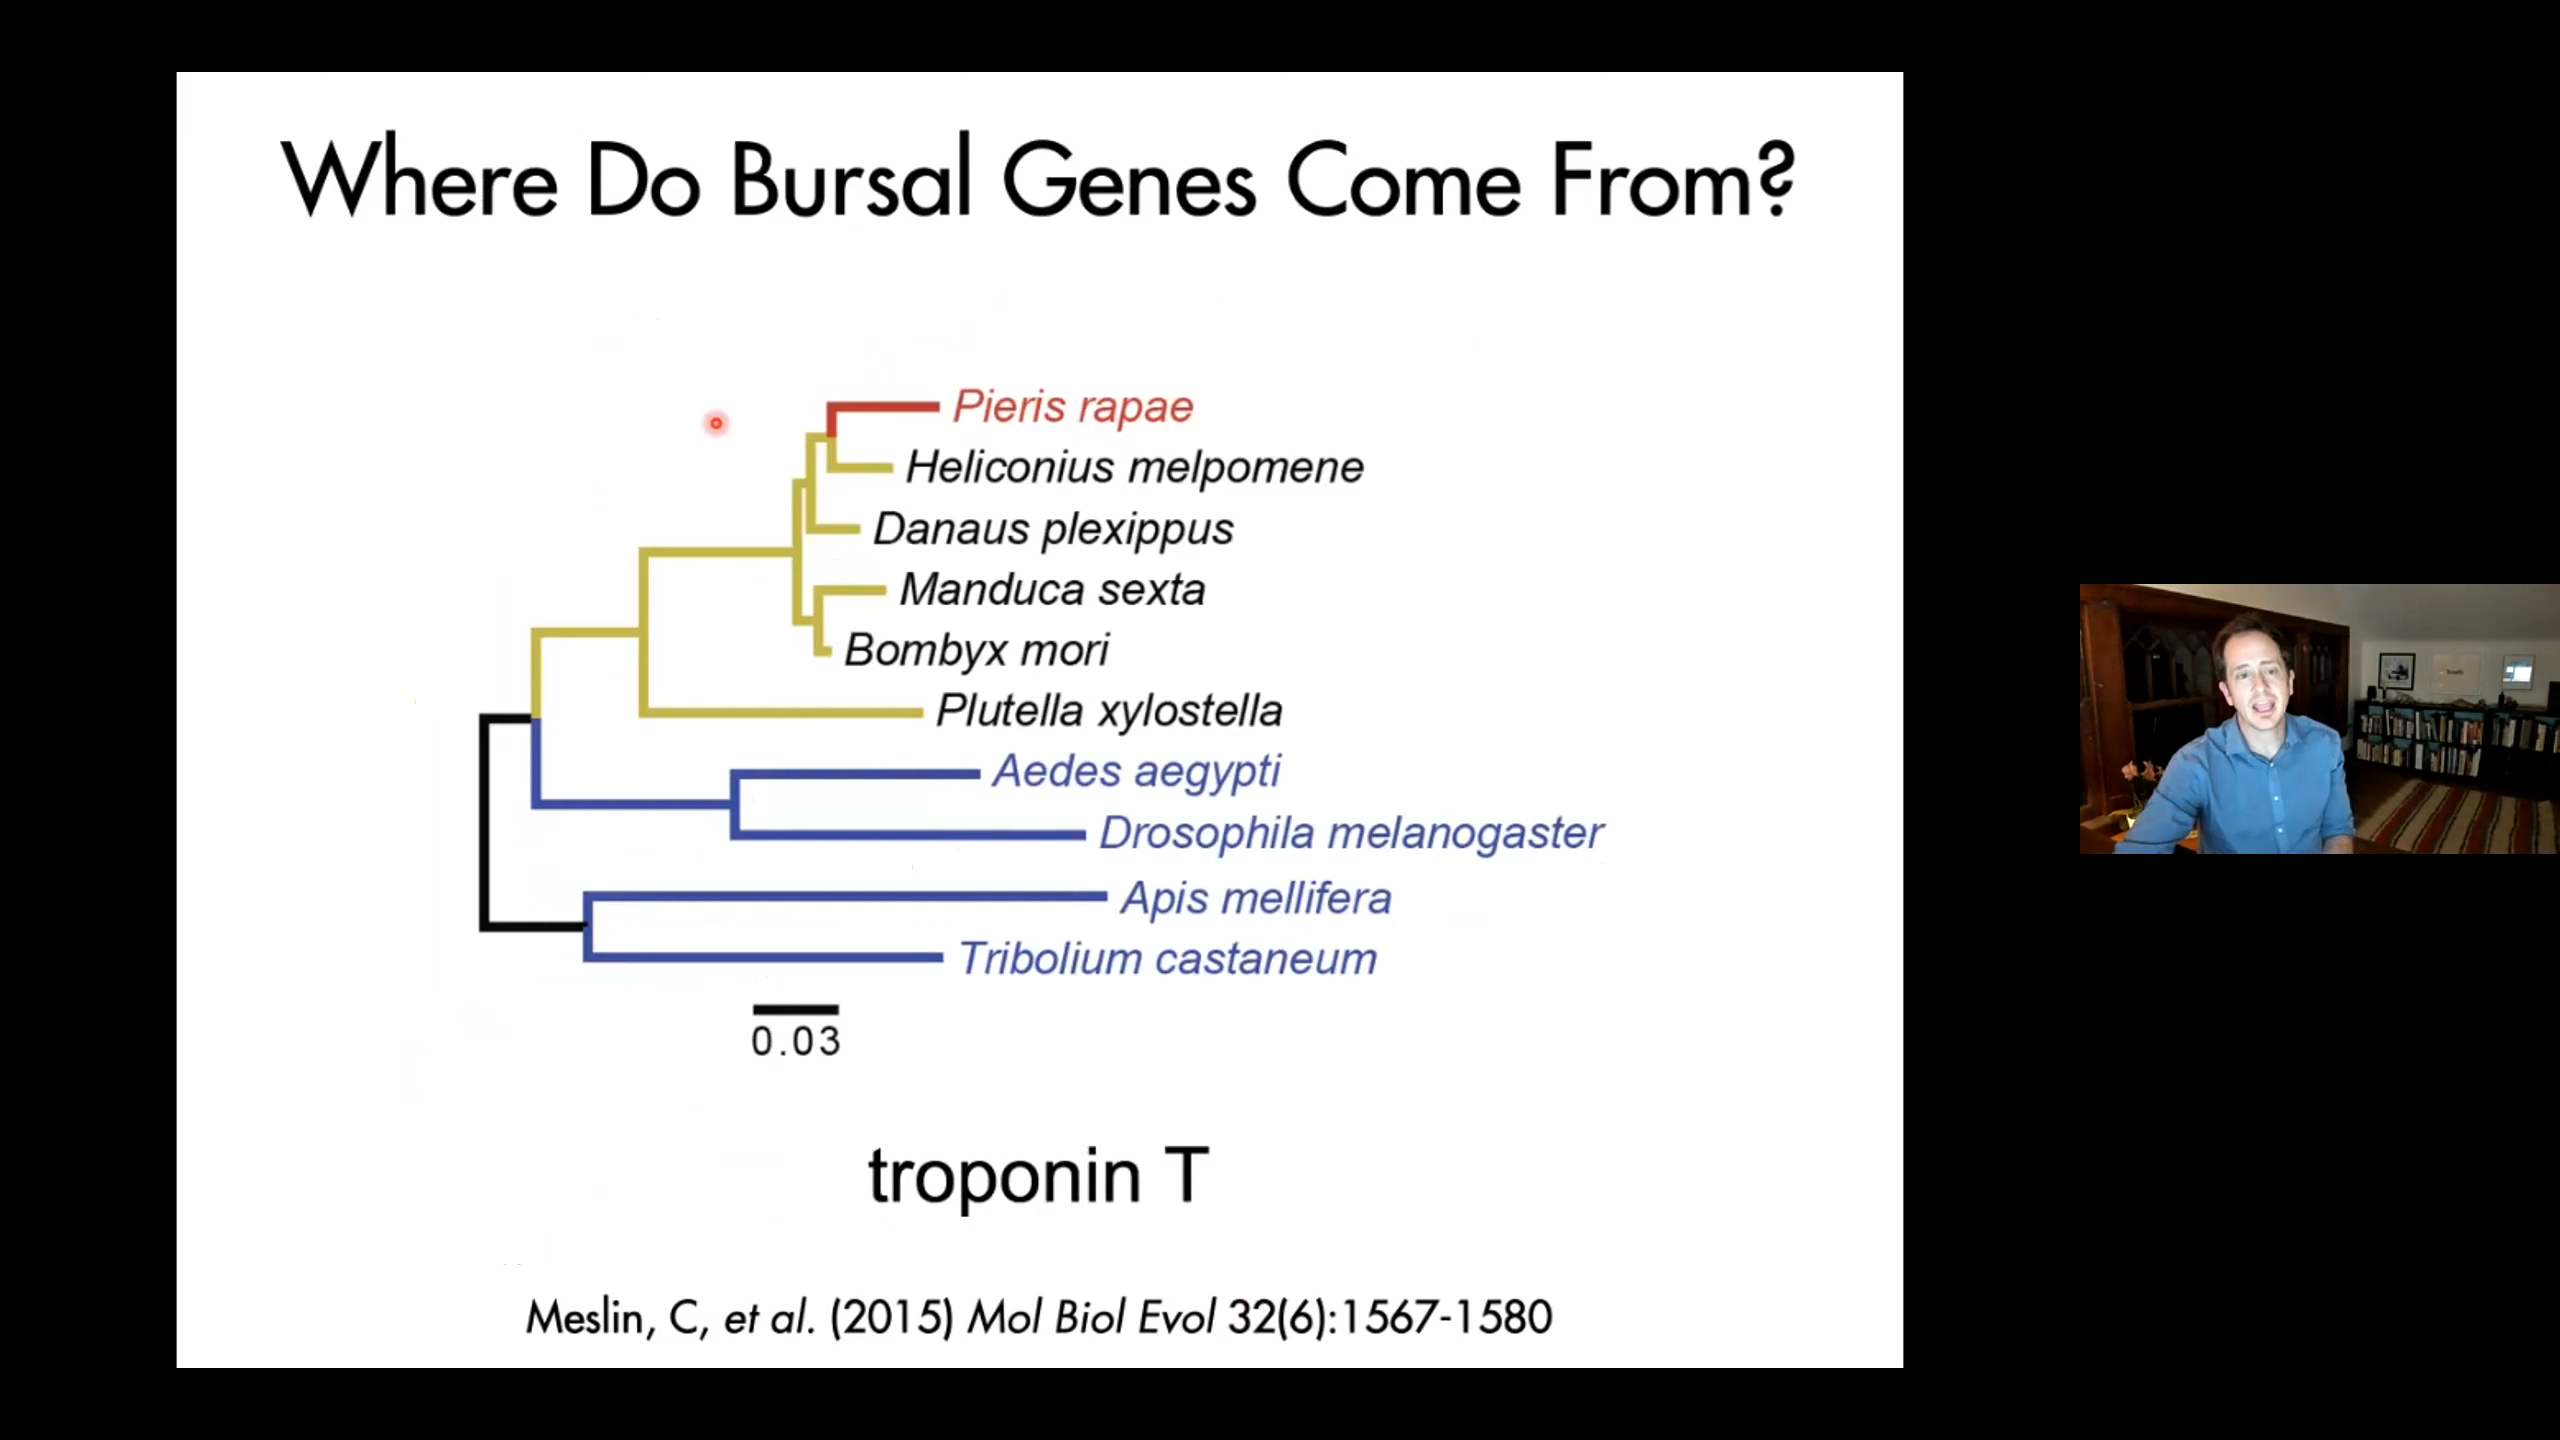 Where Do Bursal Genes Come From?
Pieris rapae
Heliconius melpomene
Danaus plexippus
Manduca sexta
Bombyx mori
Plutella xylostella
Aedes aegypti
Drosophila melanogaster
Apis mellifera
Tribolium castaneum
0.03
troponin T
Meslin, C, et al. (2015) Mol Biol Evol 32(6):1567-1580